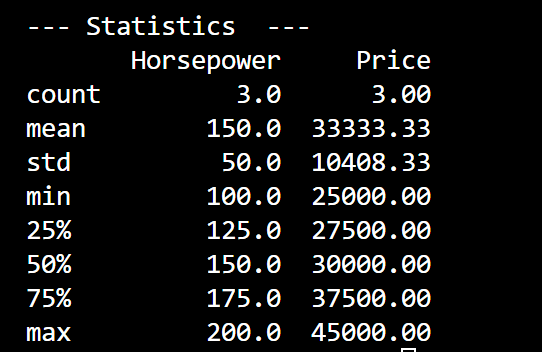 --- Statistics  ---
       Horsepower     Price
count         3.0      3.00
mean        150.0  33333.33
std          50.0  10408.33
min         100.0  25000.00
25%         125.0  27500.00
50%         150.0  30000.00
75%         175.0  37500.00
max         200.0  45000.00